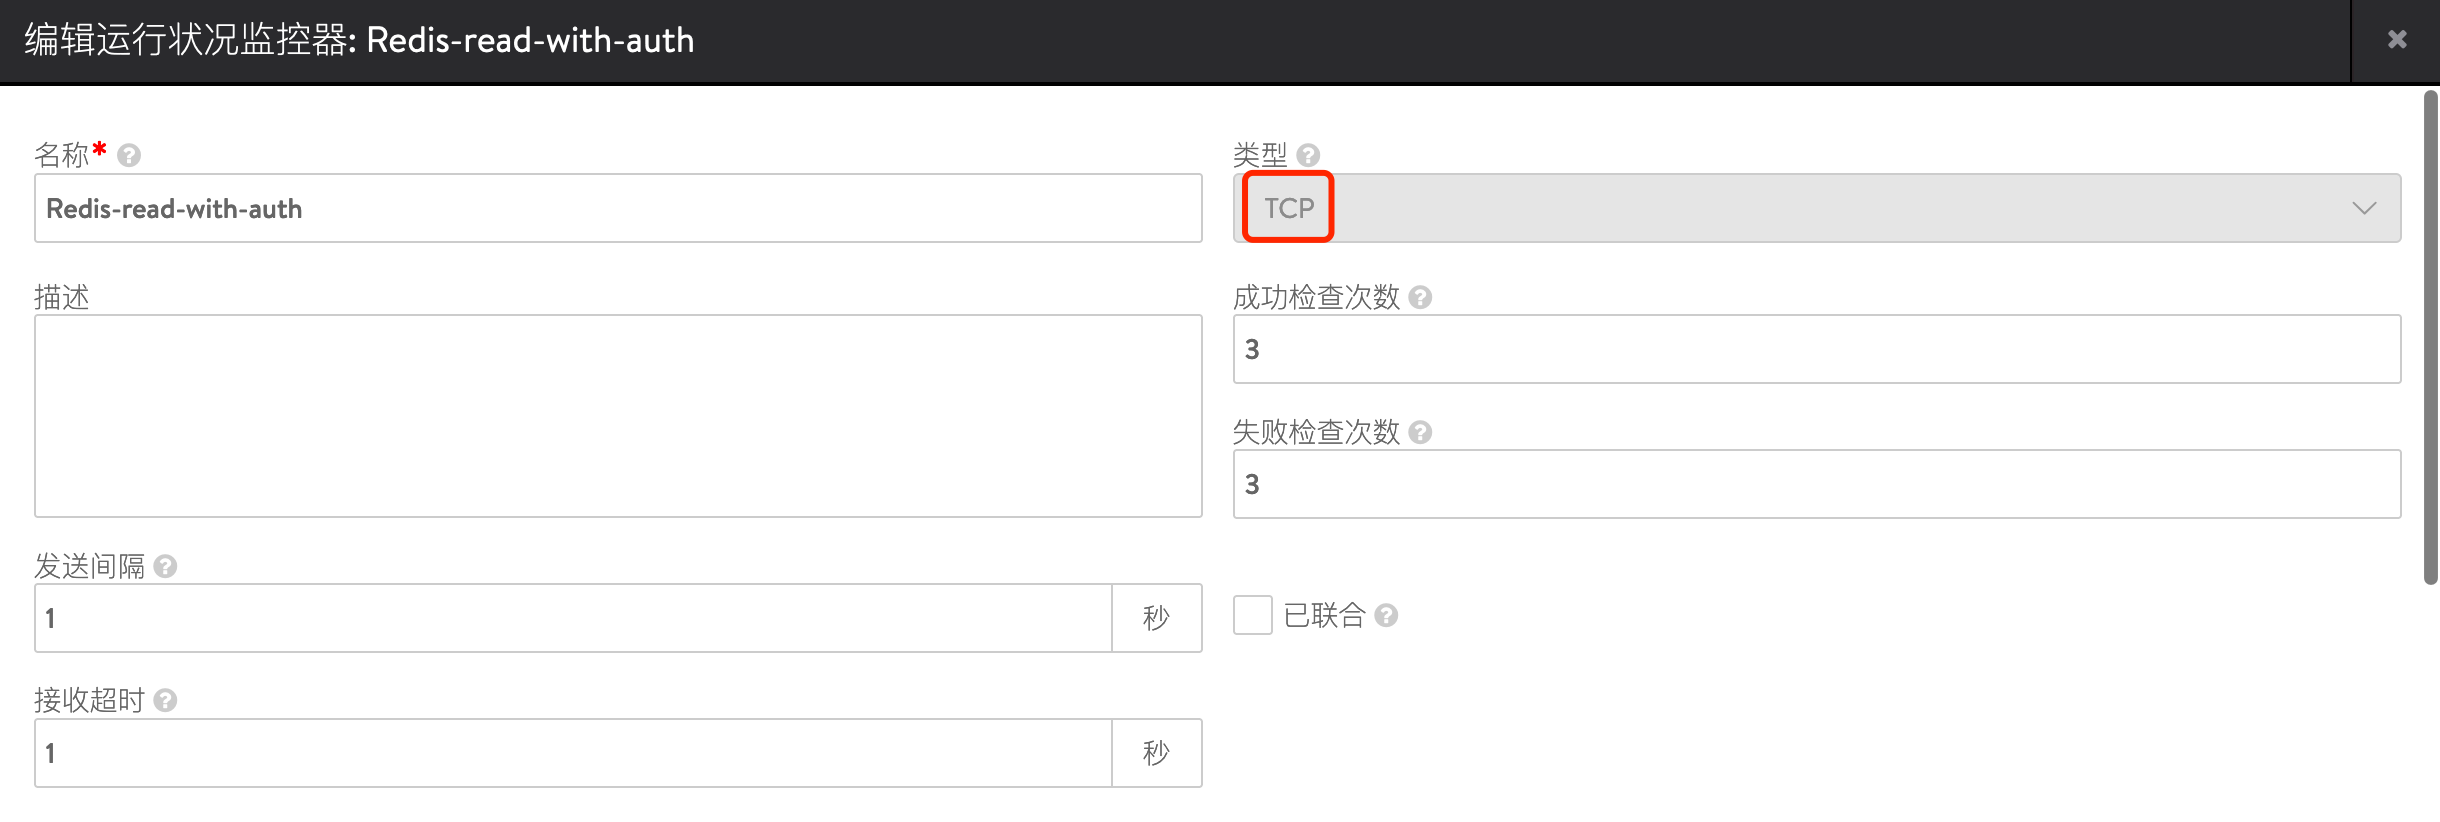 编辑运行状况监控器: Redis-read-with-auth
名称*
Redis-read-with-auth
类型
TCP
描述
成功检查次数
3
失败检查次数
3
发送间隔
1 秒
已联合
接收超时
1 秒